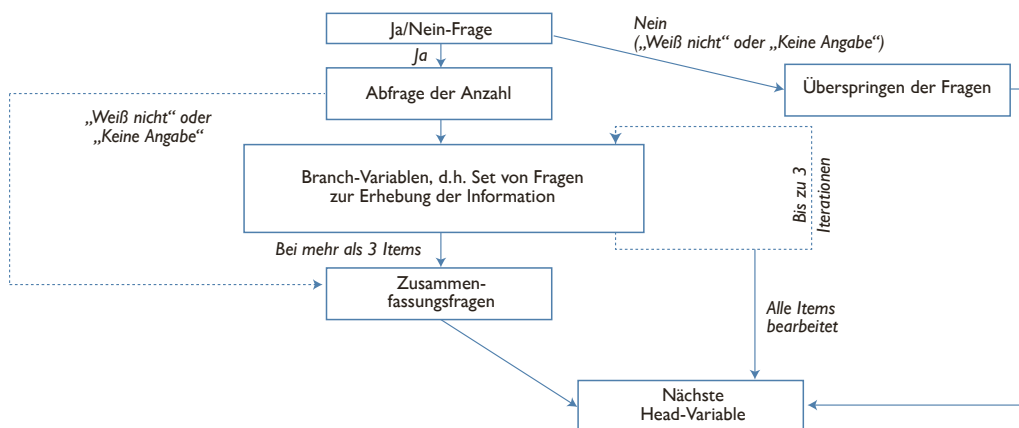 Ja/Nein-Frage
Nein
(„Weiß nicht“ oder „Keine Angabe“)
Ja
Abfrage der Anzahl
Überspringen der Fragen
„Weiß nicht“ oder
„Keine Angabe“
Branch-Variablen, d.h. Set von Fragen
zur Erhebung der Information
Bis zu 3
Iterationen
Bei mehr als 3 Items
Zusammen-
fassungsfragen
Alle Items
bearbeitet
Nächste
Head-Variable